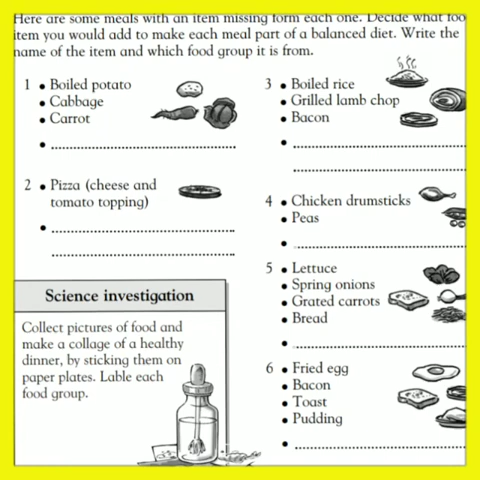 Here are some meals with an item missing form each one. Decide what foo
item you would add to make each meal part of a balanced diet. Write the
name of the item and which food group it is from.
1 • Boiled potato
• Cabbage
• Carrot
•
2 • Pizza (cheese and
tomato topping)
•
Science investigation
Collect pictures of food and
make a collage of a healthy
dinner, by sticking them on
paper plates. Lable each
food group.
3 • Boiled rice
• Grilled lamb chop
• Bacon
•
4 • Chicken drumsticks
• Peas
•
5 • Lettuce
• Spring onions
• Grated carrots
• Bread
•
6 • Fried egg
• Bacon
• Toast
• Pudding
•